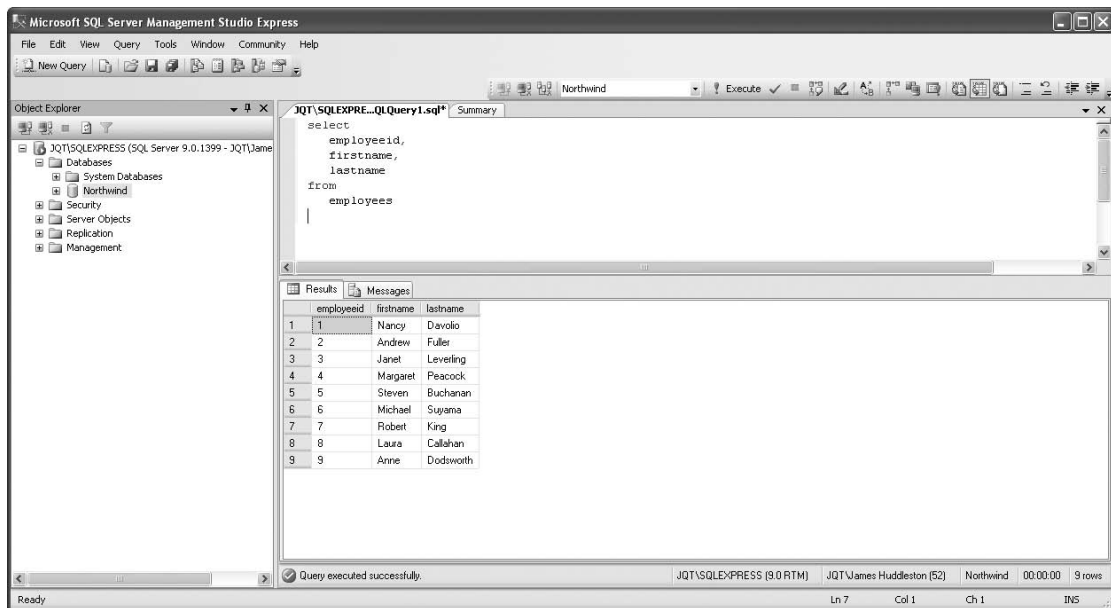 Microsoft SQL Server Management Studio Express
File Edit View Query Tools Window Community Help
New Query
Northwind Execute
Object Explorer
JQT\SQLEXPRESS (SQL Server 9.0.1399 - JQT\Jame
Databases
System Databases
Northwind
Security
Server Objects
Replication
Management
JQT\SQLEXPRE...QLQuery1.sql* Summary
select
employeeid,
firstname,
lastname
from
employees
Results Messages
employeeid firstname lastname
1 1 Nancy Davolio
2 2 Andrew Fuller
3 3 Janet Leverling
4 4 Margaret Peacock
5 5 Steven Buchanan
6 6 Michael Suyama
7 7 Robert King
8 8 Laura Callahan
9 9 Anne Dodsworth
Query executed successfully. JQT\SQLEXPRESS (9.0 RTM) JQT\James Huddleston (52) Northwind 00:00:00 9 rows
Ready Ln 7 Col 1 Ch 1 INS